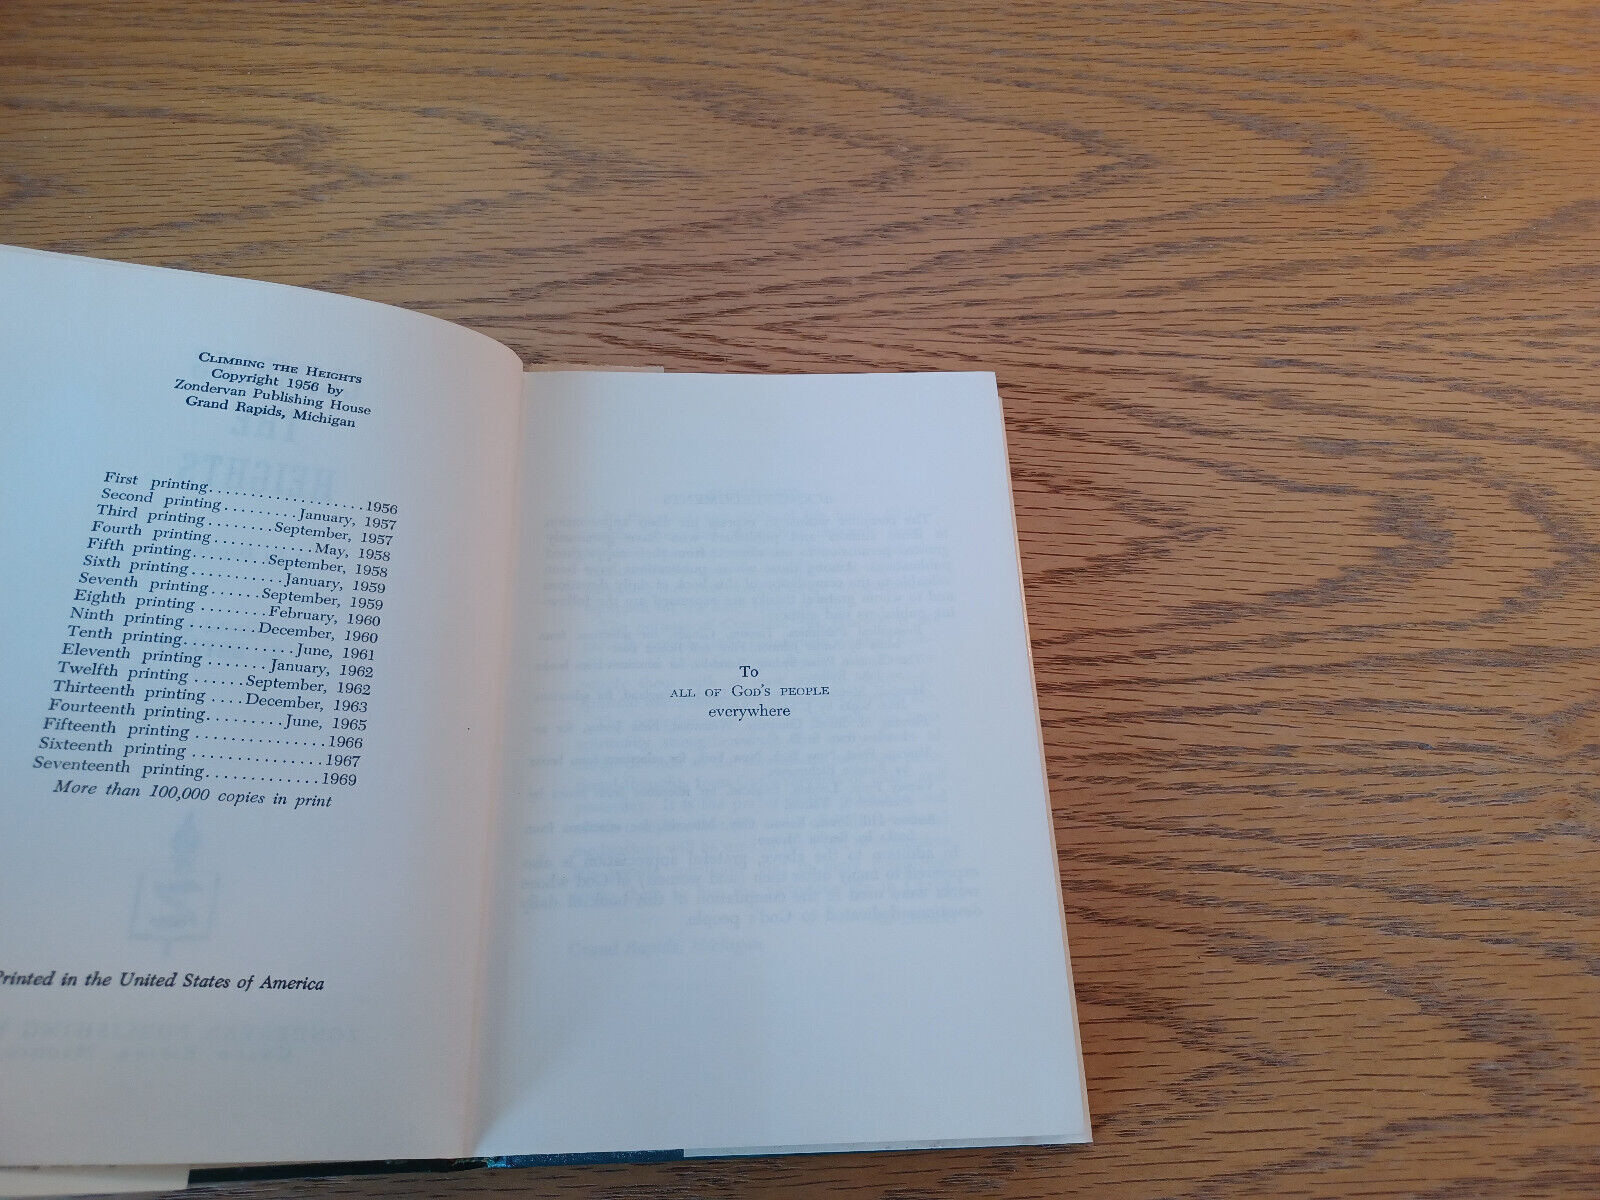 CLIMBING THE HEIGHTS
Copyright 1956 by
Zondervan Publishing House
Grand Rapids, Michigan
First printing..................1956
Second printing.........January, 1957
Third printing........September, 1957
Fourth printing............May, 1958
Fifth printing........September, 1958
Sixth printing...........January, 1959
Seventh printing......September, 1959
Eighth printing........February, 1960
Ninth printing........December, 1960
Tenth printing.............June, 1961
Eleventh printing.......January, 1962
Twelfth printing......September, 1962
Thirteenth printing....December, 1963
Fourteenth printing.........June, 1965
Fifteenth printing..............1966
Sixteenth printing..............1967
Seventeenth printing............1969
More than 100,000 copies in print
Printed in the United States of America
To
ALL OF GOD'S PEOPLE
everywhere